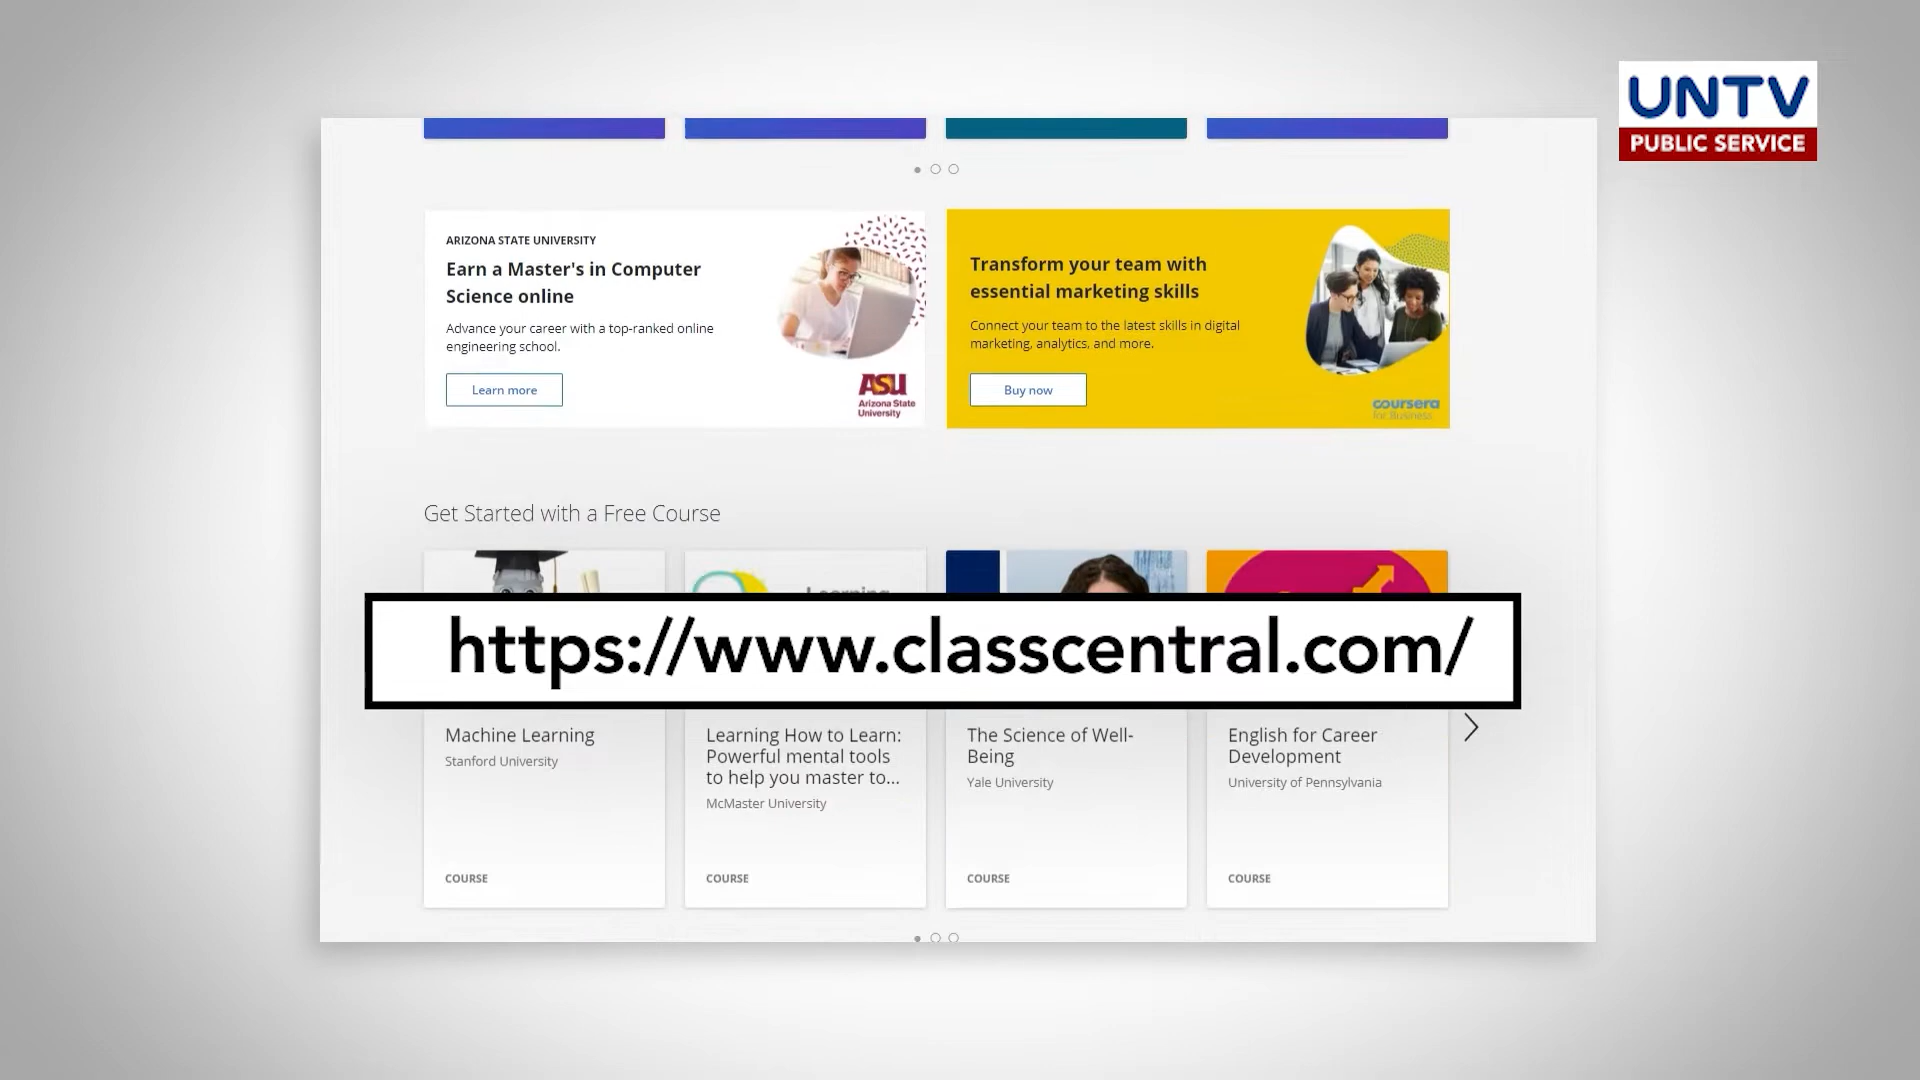 UNTV
PUBLIC SERVICE
ARIZONA STATE UNIVERSITY
Earn a Master's in Computer
Science online
Advance your career with a top-ranked online
engineering school.
Learn more
ASU
Arizona State
University
Transform your team with
essential marketing skills
Connect your team to the latest skills in digital
marketing, analytics, and more.
Buy now
coursera
for Business
Get Started with a Free Course
Learning
https://www.classcentral.com/
Machine Learning
Stanford University
COURSE
Learning How to Learn:
Powerful mental tools
to help you master to...
McMaster University
COURSE
The Science of Well-
Being
Yale University
COURSE
English for Career
Development
University of Pennsylvania
COURSE